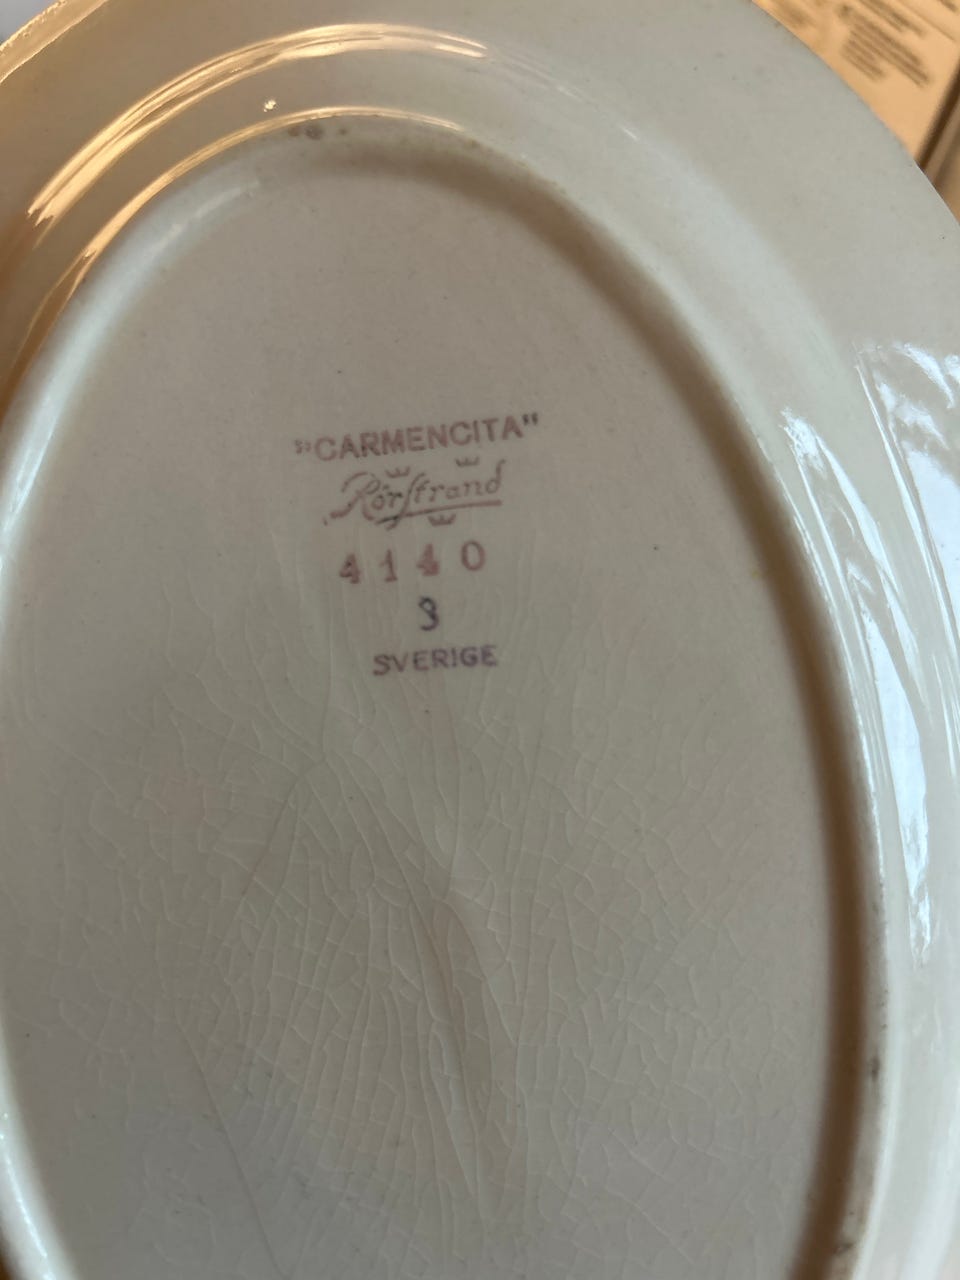 "CARMENCITA"
Rörstrand
4140
3
SVERIGE